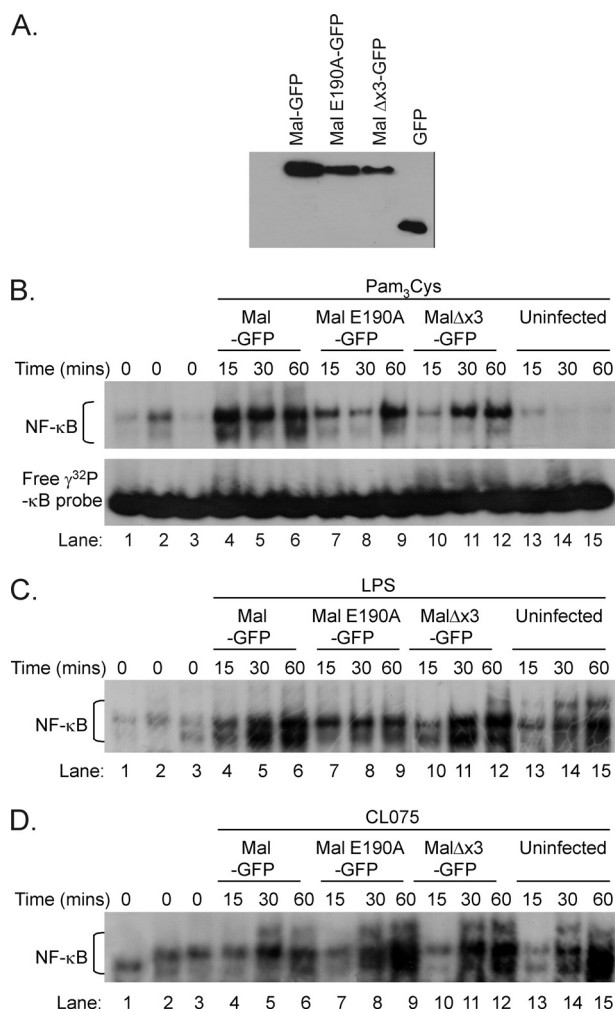 A.
Mal-GFP
Mal E190A-GFP
Mal Δx3-GFP
GFP
B.
Pam₃Cys
Mal -GFP Mal E190A -GFP MalΔx3 -GFP Uninfected
Time (mins) 0 0 0 15 30 60 15 30 60 15 30 60 15 30 60
NF-κB
Free γ³²P -κB probe
Lane: 1 2 3 4 5 6 7 8 9 10 11 12 13 14 15
C.
LPS
Mal -GFP Mal E190A -GFP MalΔx3 -GFP Uninfected
Time (mins) 0 0 0 15 30 60 15 30 60 15 30 60 15 30 60
NF-κB
Lane: 1 2 3 4 5 6 7 8 9 10 11 12 13 14 15
D.
CL075
Mal -GFP Mal E190A -GFP MalΔx3 -GFP Uninfected
Time (mins) 0 0 0 15 30 60 15 30 60 15 30 60 15 30 60
NF-κB
Lane: 1 2 3 4 5 6 7 8 9 10 11 12 13 14 15